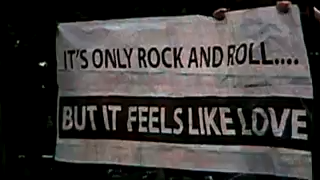 IT'S ONLY ROCK AND ROLL....
BUT IT FEELS LIKE LOVE